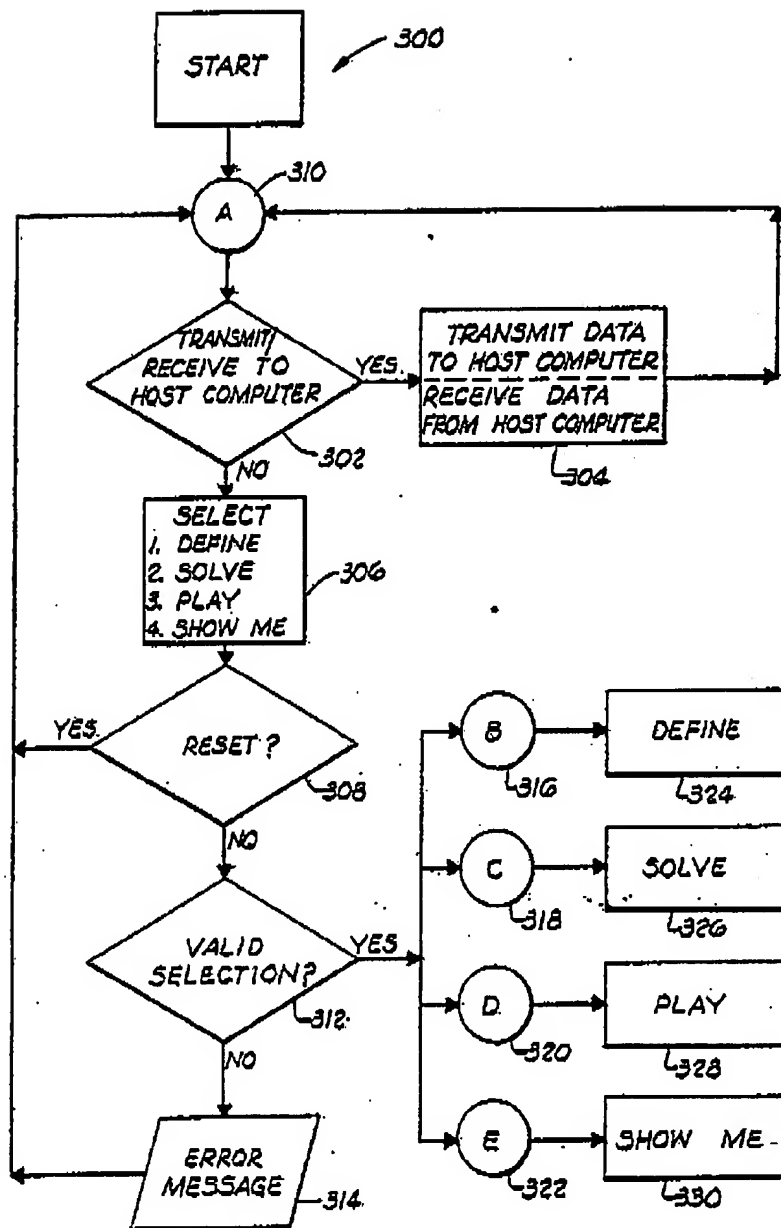 START
300
310
A
TRANSMIT/
RECEIVE TO
HOST COMPUTER
YES.
TRANSMIT DATA
TO HOST COMPUTER
RECEIVE DATA
FROM HOST COMPUTER
302
304
NO
SELECT
1. DEFINE
2. SOLVE
3. PLAY
4. SHOW ME
306
YES.
RESET?
308
B
316
DEFINE
324
NO
C
318
SOLVE
326
VALID
SELECTION?
YES
312
D
320
PLAY
328
NO
ERROR
MESSAGE
314
E
322
SHOW ME
330